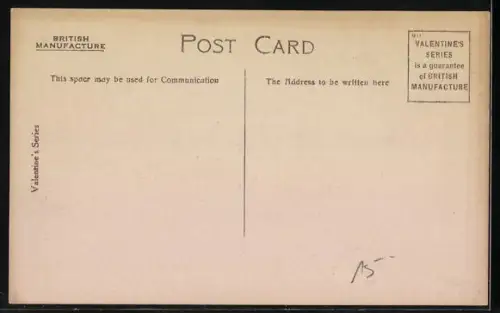 BRITISH
MANUFACTURE
POST CARD
VALENTINE'S
SERIES
is a guarantee
of BRITISH
MANUFACTURE
This space may be used for Communication
The Address to be written here
Valentine's Series
15-